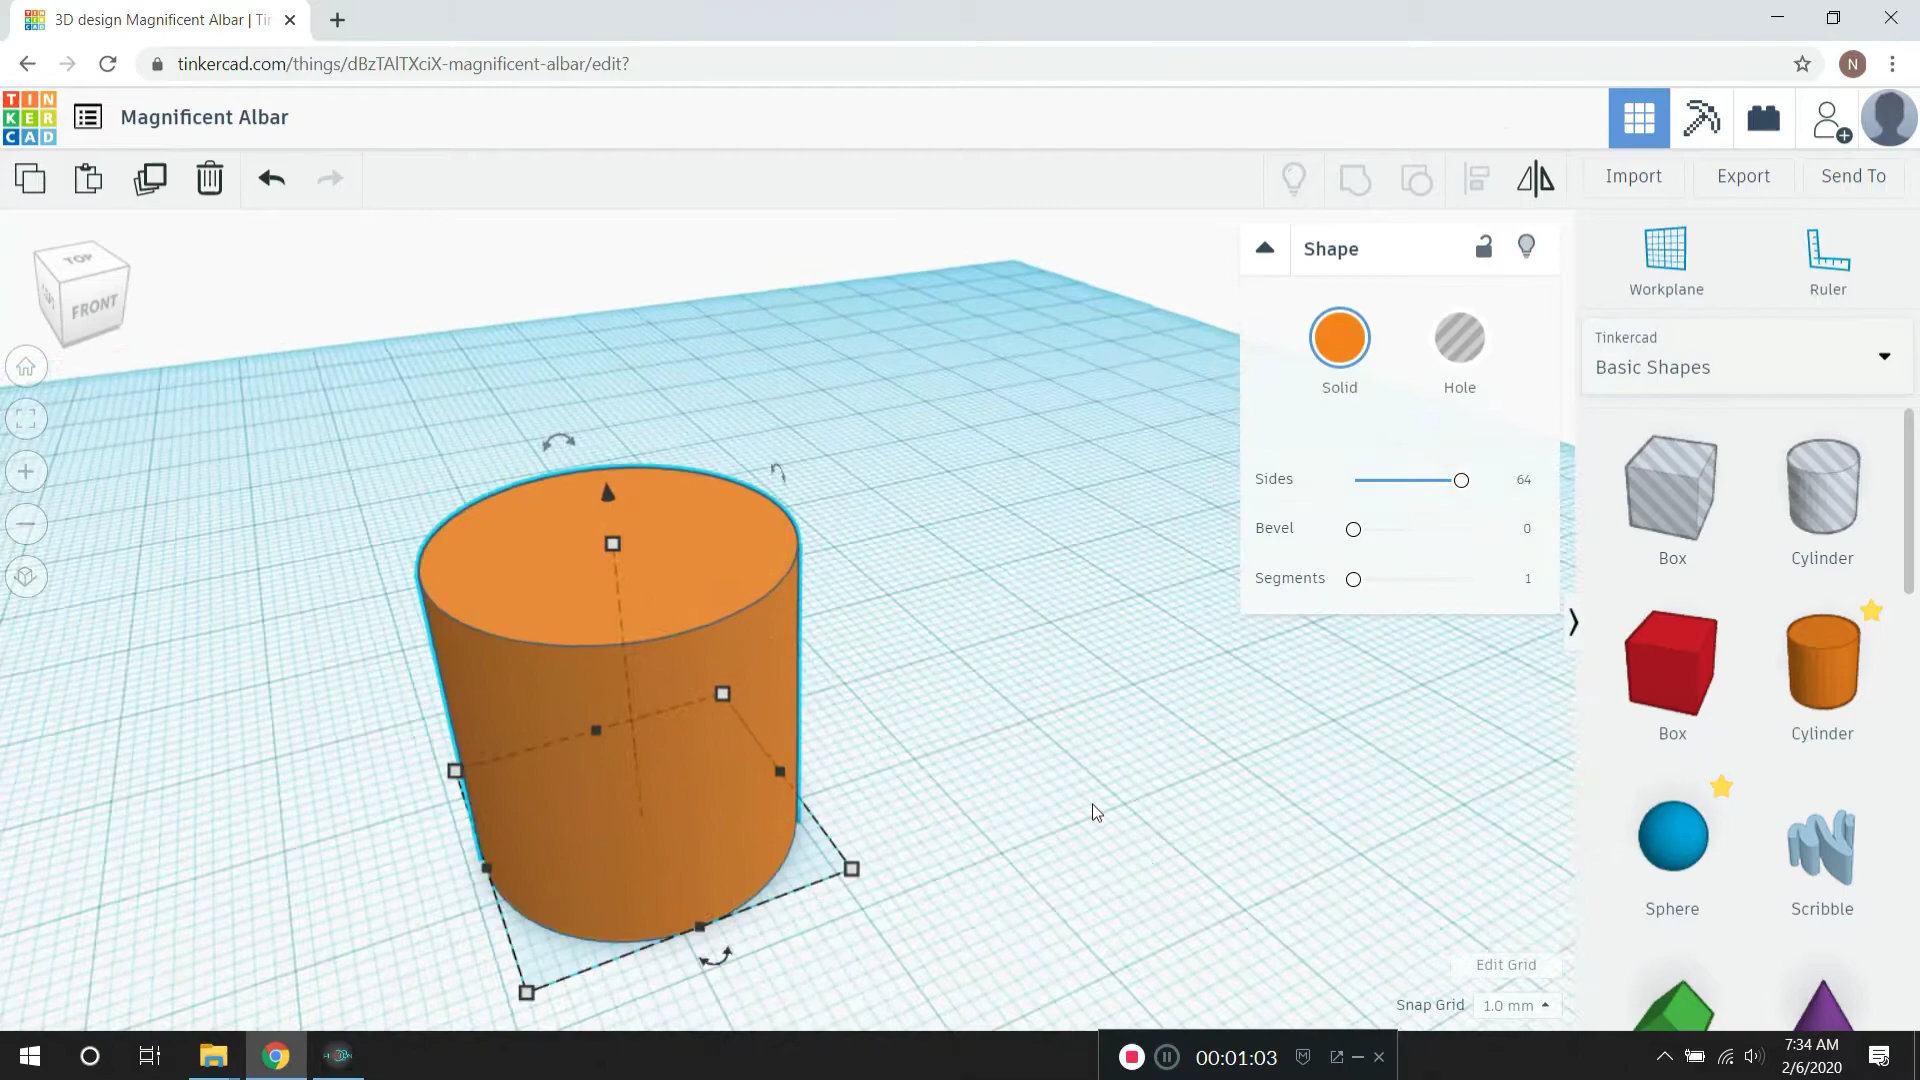 3D design Magnificent Albar | Tin
tinkercad.com/things/dBzTAlTXciX-magnificent-albar/edit?
N
TIN
KER
CAD
Magnificent Albar
Import
Export
Send To
TOP
FRONT
Shape
Solid
Hole
Sides
64
Bevel
0
Segments
1
Workplane
Ruler
Tinkercad
Basic Shapes
Box
Cylinder
Box
Cylinder
Sphere
Scribble
Edit Grid
Snap Grid
1.0 mm
00:01:03
7:34 AM
2/6/2020